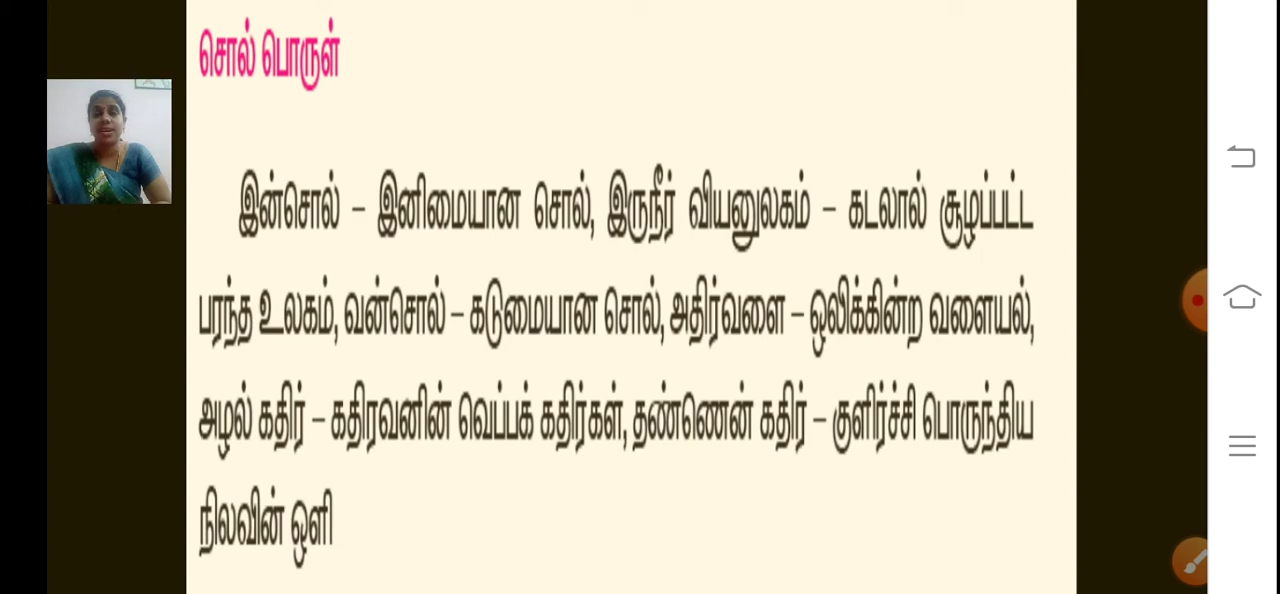 சொல் பொருள்
இன்சொல் – இனிமையான சொல், இருநீர் வியனுலகம் – கடலால் சூழப்பட்ட
பரந்த உலகம், வன்சொல் – கடுமையான சொல், அதிர்வளை – ஒலிக்கின்ற வளையல்,
அழல் கதிர் – கதிரவனின் வெப்பக் கதிர்கள், தண்ணென் கதிர் – குளிர்ச்சி பொருந்திய
நிலவின் ஒளி